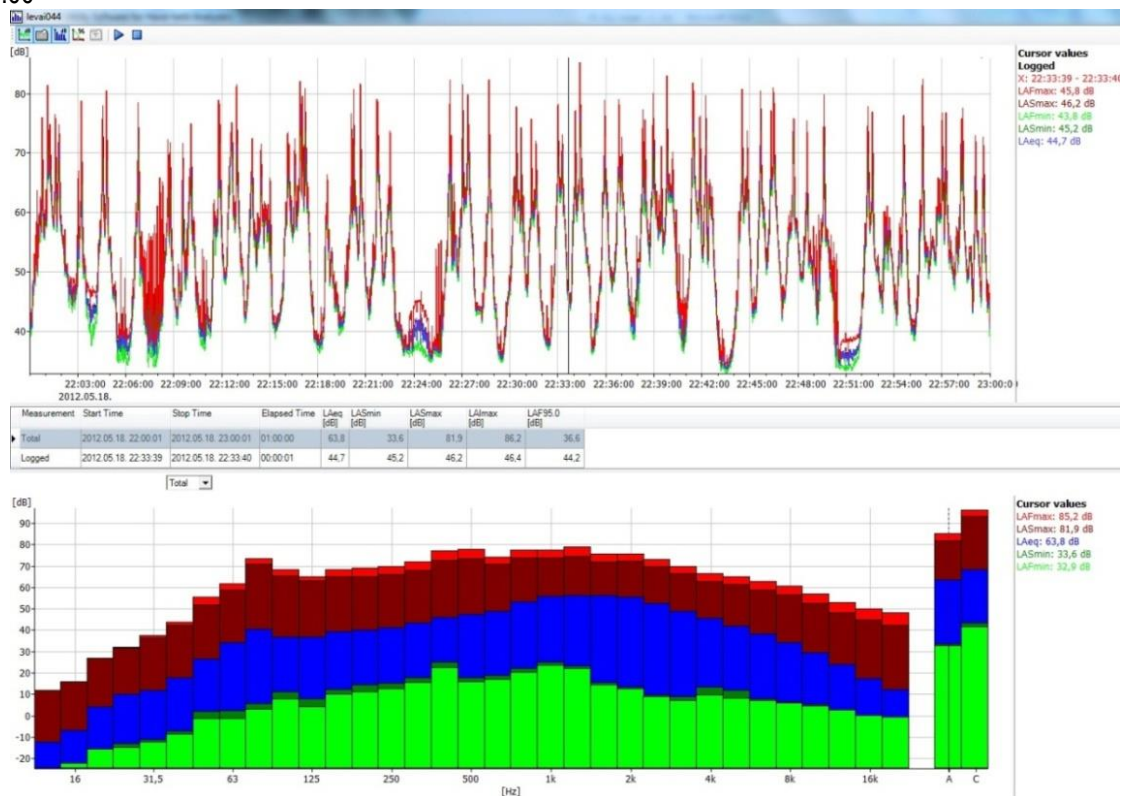 levai044
[dB]
Cursor values
Logged
X: 22:33:39 - 22:33:40
LAFmax: 45,8 dB
LASmax: 46,2 dB
LAFmin: 43,8 dB
LASmin: 45,2 dB
LAeq: 44,7 dB
80
70
60
50
40
22:03:00 22:06:00 22:09:00 22:12:00 22:15:00 22:18:00 22:21:00 22:24:00 22:27:00 22:30:00 22:33:00 22:36:00 22:39:00 22:42:00 22:45:00 22:48:00 22:51:00 22:54:00 22:57:00 23:00:0
2012.05.18.
Measurement Start Time Stop Time Elapsed Time LAeq LASmin LASmax LAImax LAF95.0
[dB] [dB] [dB] [dB] [dB]
Total 2012.05.18. 22:00:01 2012.05.18. 23:00:01 01:00:00 63,8 33,6 81,9 86,2 36,6
Logged 2012.05.18. 22:33:39 2012.05.18. 22:33:40 00:00:01 44,7 45,2 46,2 46,4 44,2
Total
[dB]
Cursor values
LAFmax: 85,2 dB
LASmax: 81,9 dB
LAeq: 63,8 dB
LASmin: 33,6 dB
LAFmin: 32,9 dB
90
80
70
60
50
40
30
20
10
0
-10
-20
16 31,5 63 125 250 500 1k 2k 4k 8k 16k A C
[Hz]